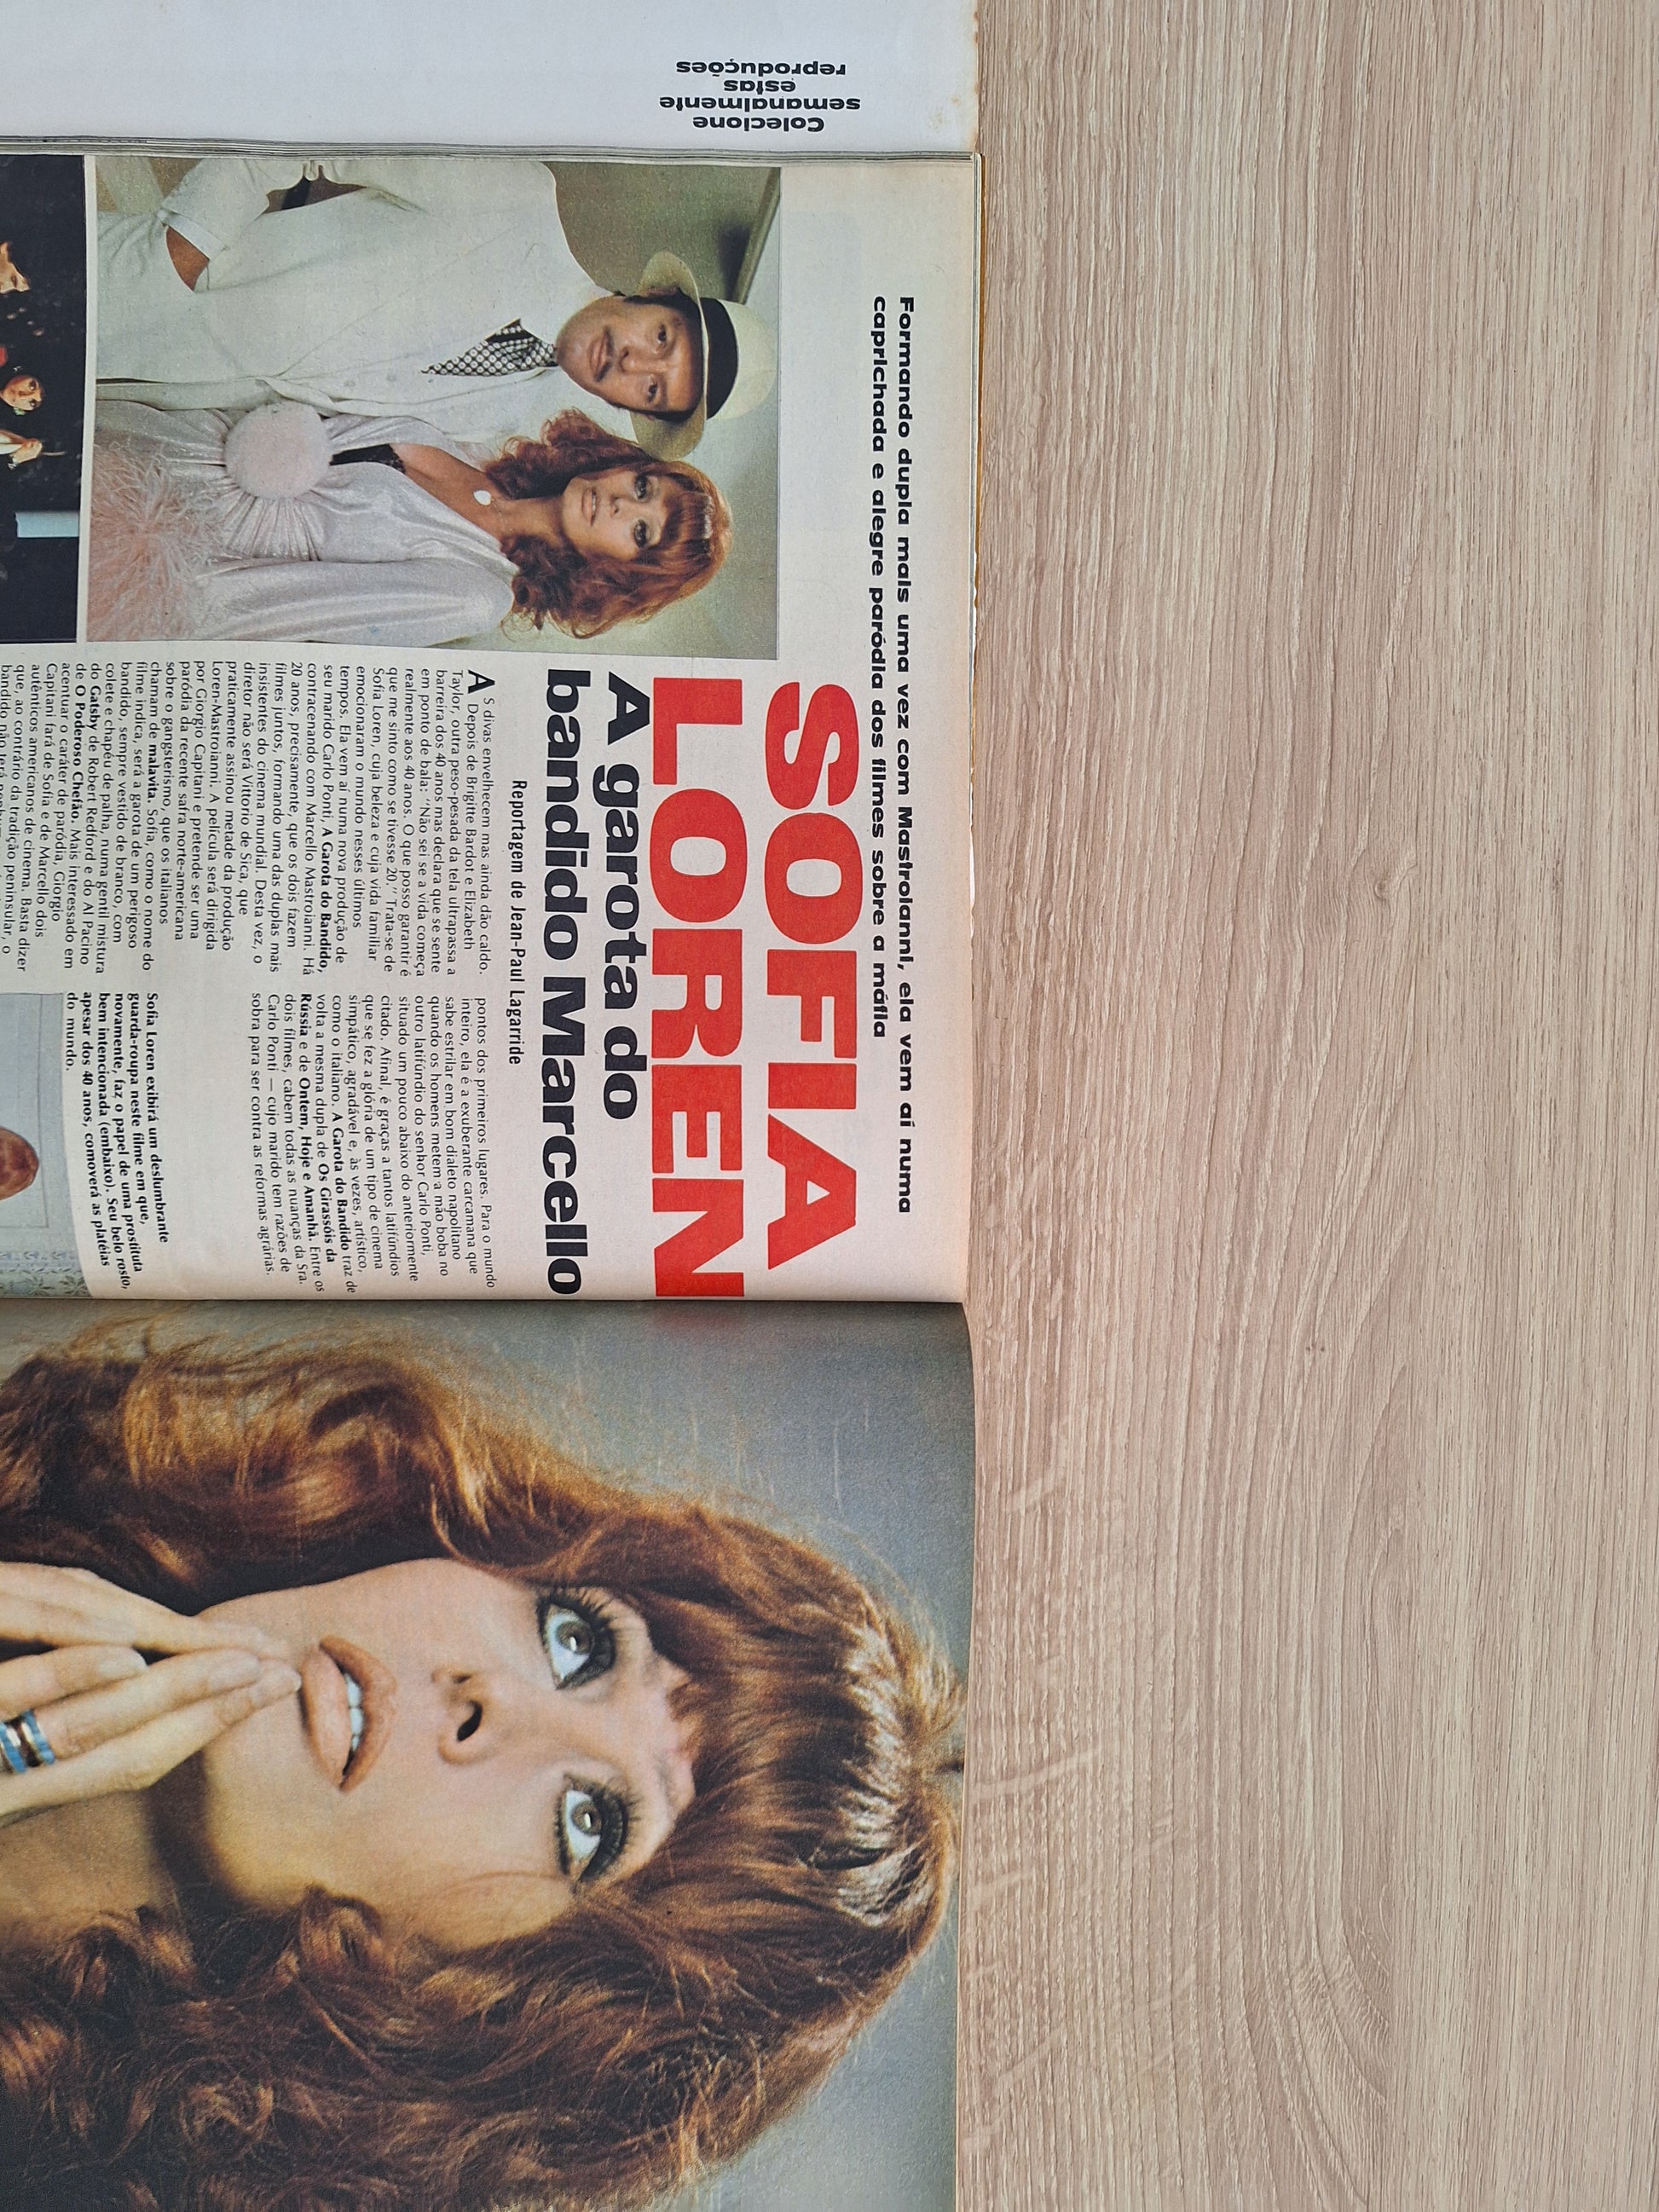 Colecione
semanalmente
estas
reproduções
Formando dupla mais uma vez com Mastroianni, ela vem aí numa
caprichada e alegre paródia dos filmes sobre a máfia
SOFIA
LOREN
A garota do
bandido Marcello
Reportagem de Jean-Paul Lagarride
AS divas envelhecem mas ainda dão caldo.
Depois de Brigitte Bardot e Elizabeth
Taylor, outra peso-pesada da tela ultrapassa a
barreira dos 40 anos mas declara que se sente
em ponto de bala: “Não sei se a vida começa
realmente aos 40 anos. O que posso garantir é
que me sinto como se tivesse 20.” Trata-se de
Sofia Loren, cuja beleza e cuja vida familiar
emocionaram o mundo nesses últimos
tempos. Ela vem aí numa nova produção de
seu marido Carlo Ponti, A Garota do Bandido,
contracenando com Marcello Mastroianni. Há
20 anos, precisamente, que os dois fazem
filmes juntos, formando uma das duplas mais
insistentes do cinema mundial. Desta vez, o
diretor não será Vittorio de Sica, que
praticamente assinou metade da produção
Loren-Mastroianni. A película será dirigida
por Giorgio Capitani e pretende ser uma
paródia da recente safra norte-americana
sobre o gangsterismo, que os italianos
chamam de malavita. Sofia, como o nome do
filme indica, será a garota de um perigoso
bandido, sempre vestido de branco, com
colete e chapéu de palha, numa gentil mistura
do Gatsby de Robert Redford e do Al Pacino
de O Poderoso Chefão. Mais interessado em
acentuar o caráter de paródia, Giorgio
Capitani fará de Sofia e de Marcello dois
autênticos americanos de cinema. Basta dizer
que, ao contrário da tradição peninsular, o
bandido não terá
pontos dos primeiros lugares. Para o mundo
inteiro, ela é a exuberante carcamana que
sabe estrilar em bom dialeto napolitano
quando os homens metem a mão boba no
outro latifúndio do senhor Carlo Ponti,
situado um pouco abaixo do anteriormente
citado. Afinal, é graças a tantos latifúndios
que se fez a glória de um tipo de cinema
simpático, agradável e, às vezes, artístico,
como o italiano. A Garota do Bandido traz de
volta a mesma dupla de Os Girassóis da
Rússia e de Ontem, Hoje e Amanhã. Entre os
dois filmes, cabem todas as nuanças da Sra.
Carlo Ponti — cujo marido tem razões de
sobra para ser contra as reformas agrárias.
Sofia Loren exibirá um deslumbrante
guarda-roupa neste filme em que,
novamente, faz o papel de uma prostituta
bem intencionada (embaixo). Seu belo rosto,
apesar dos 40 anos, comoverá as platéias
do mundo.